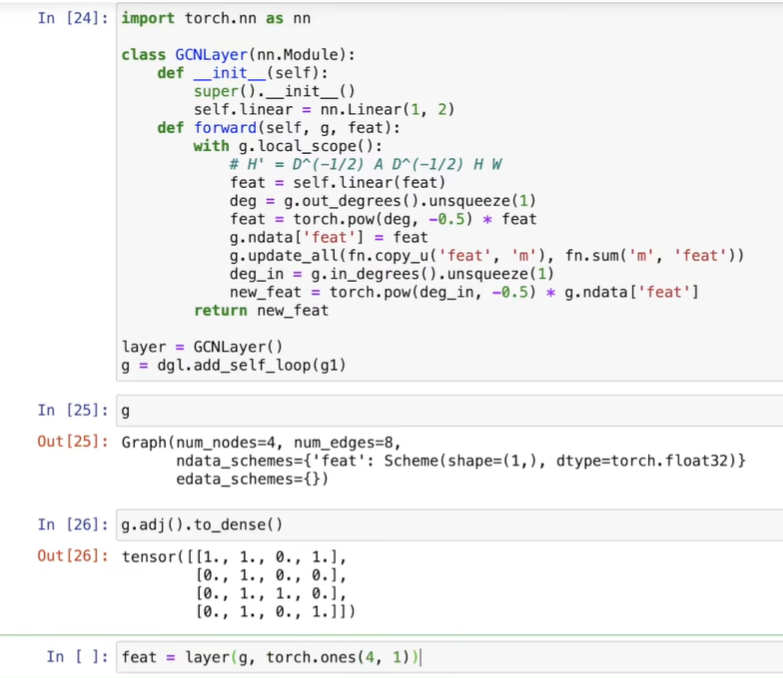 In [24]: import torch.nn as nn

class GCNLayer(nn.Module):
    def __init__(self):
        super().__init__()
        self.linear = nn.Linear(1, 2)
    def forward(self, g, feat):
        with g.local_scope():
            # H' = D^(-1/2) A D^(-1/2) H W
            feat = self.linear(feat)
            deg = g.out_degrees().unsqueeze(1)
            feat = torch.pow(deg, -0.5) * feat
            g.ndata['feat'] = feat
            g.update_all(fn.copy_u('feat', 'm'), fn.sum('m', 'feat'))
            deg_in = g.in_degrees().unsqueeze(1)
            new_feat = torch.pow(deg_in, -0.5) * g.ndata['feat']
        return new_feat

layer = GCNLayer()
g = dgl.add_self_loop(g1)
In [25]: g
Out[25]: Graph(num_nodes=4, num_edges=8,
      ndata_schemes={'feat': Scheme(shape=(1,), dtype=torch.float32)}
      edata_schemes={})
In [26]: g.adj().to_dense()
Out[26]: tensor([[1., 1., 0., 1.],
        [0., 1., 0., 0.],
        [0., 1., 1., 0.],
        [0., 1., 0., 1.]])
In [ ]: feat = layer(g, torch.ones(4, 1))